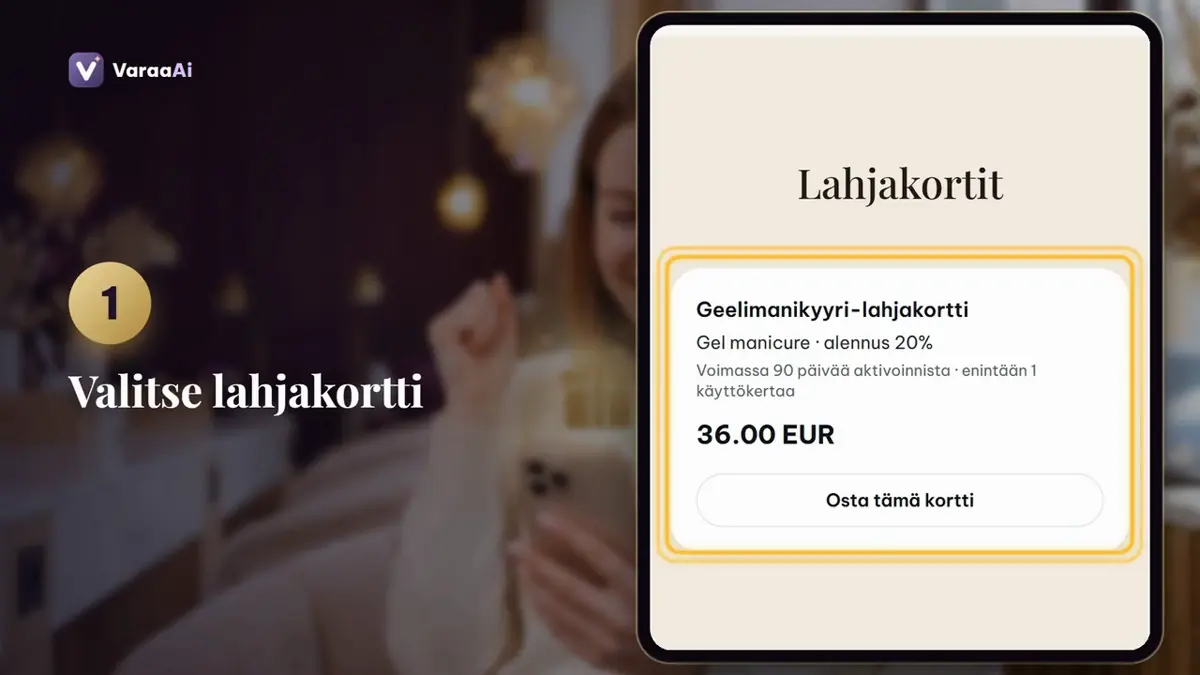 VaraaAi
1
Valitse lahjakortti
Lahjakortit
Geelimanikyyri-lahjakortti
Gel manicure · alennus 20%
Voimassa 90 päivää aktivoinnista · enintään 1
käyttökertaa
36.00 EUR
Osta tämä kortti